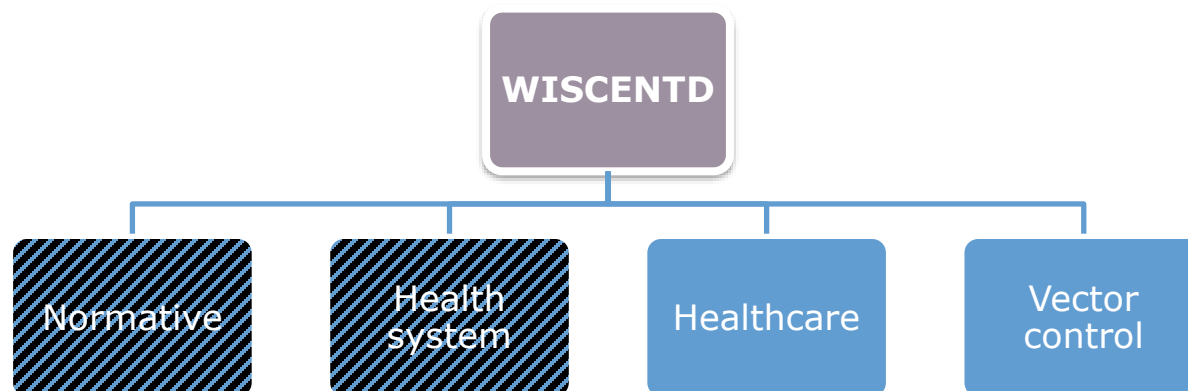 WISCENTD
Normative
Health
system
Healthcare
Vector
control